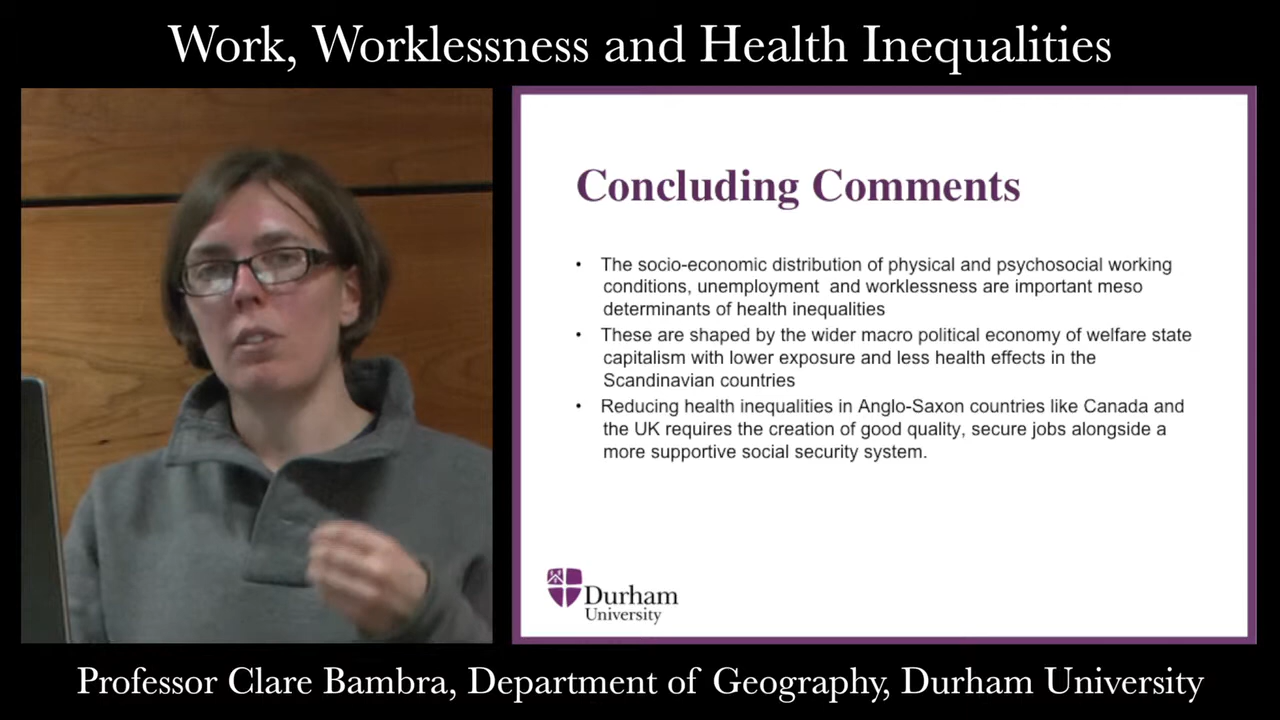 Work, Worklessness and Health Inequalities
Concluding Comments
• The socio-economic distribution of physical and psychosocial working
conditions, unemployment and worklessness are important meso
determinants of health inequalities
• These are shaped by the wider macro political economy of welfare state
capitalism with lower exposure and less health effects in the
Scandinavian countries
• Reducing health inequalities in Anglo-Saxon countries like Canada and
the UK requires the creation of good quality, secure jobs alongside a
more supportive social security system.
Durham
University
Professor Clare Bambra, Department of Geography, Durham University